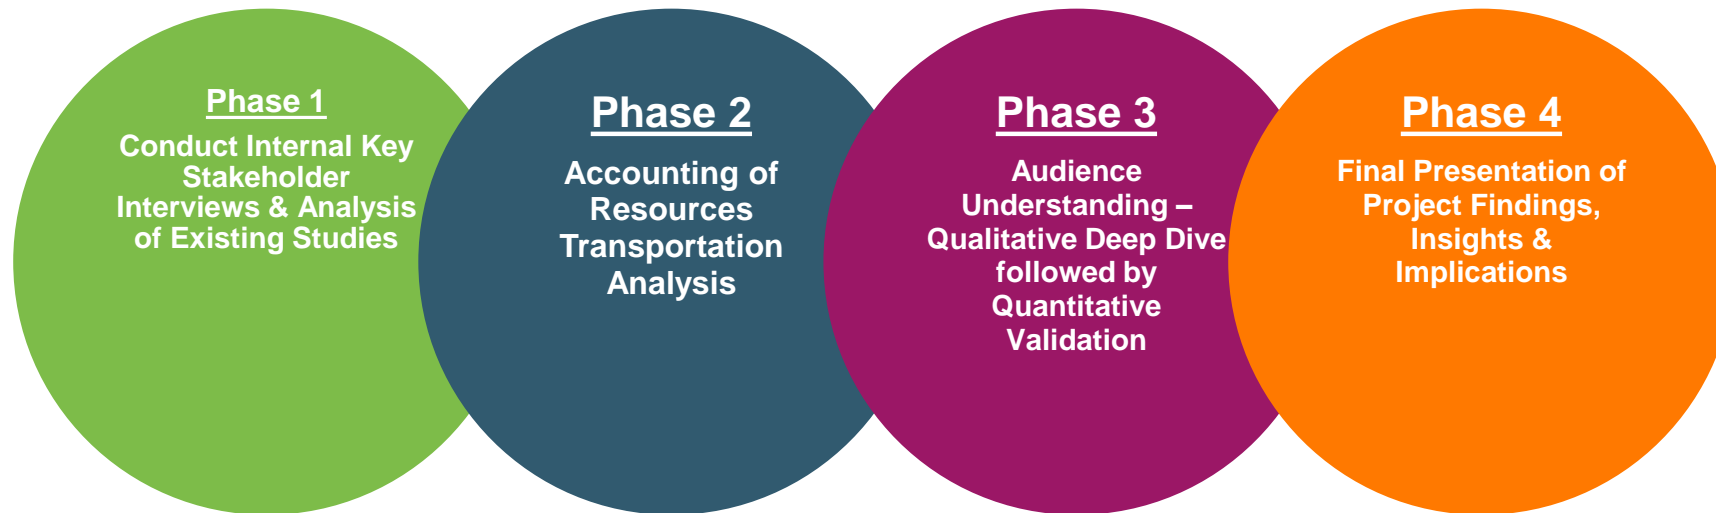 Phase 1
Conduct Internal Key
Stakeholder
Interviews & Analysis
of Existing Studies
Phase 2
Accounting of
Resources
Transportation
Analysis
Phase 3
Audience
Understanding –
Qualitative Deep Dive
followed by
Quantitative
Validation
Phase 4
Final Presentation of
Project Findings,
Insights &
Implications